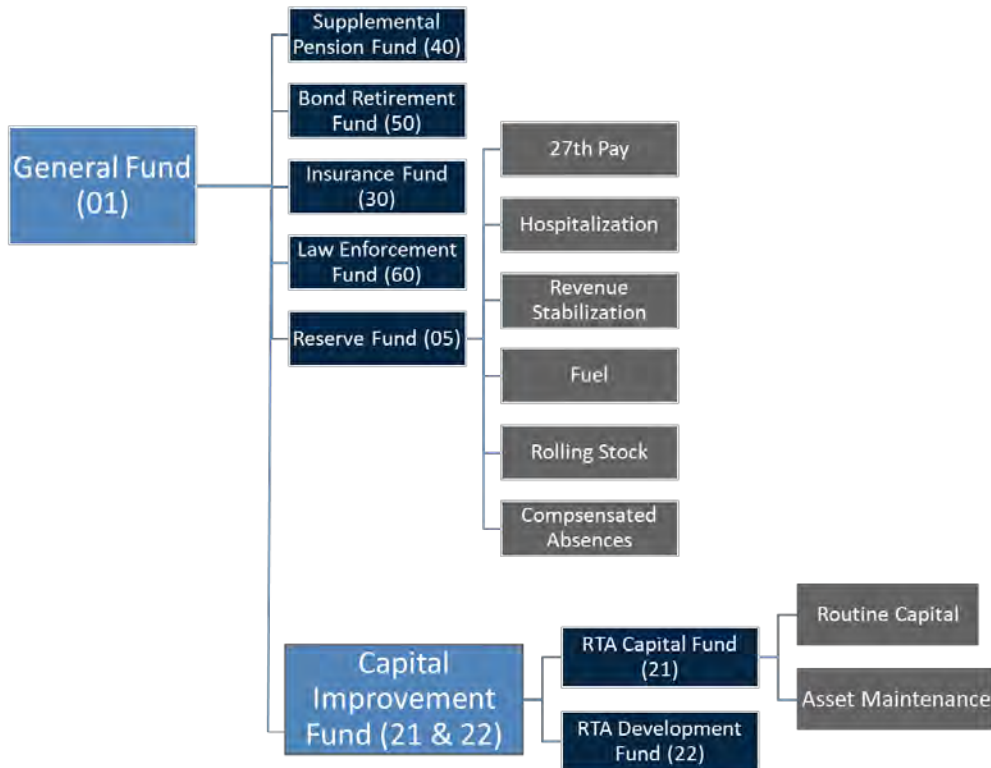 General Fund
(01)
Supplemental
Pension Fund (40)
Bond Retirement
Fund (50)
Insurance Fund
(30)
Law Enforcement
Fund (60)
Reserve Fund (05)
27th Pay
Hospitalization
Revenue
Stabilization
Fuel
Rolling Stock
Compsensated
Absences
Capital
Improvement
Fund (21 & 22)
RTA Capital Fund
(21)
RTA Development
Fund (22)
Routine Capital
Asset Maintenance